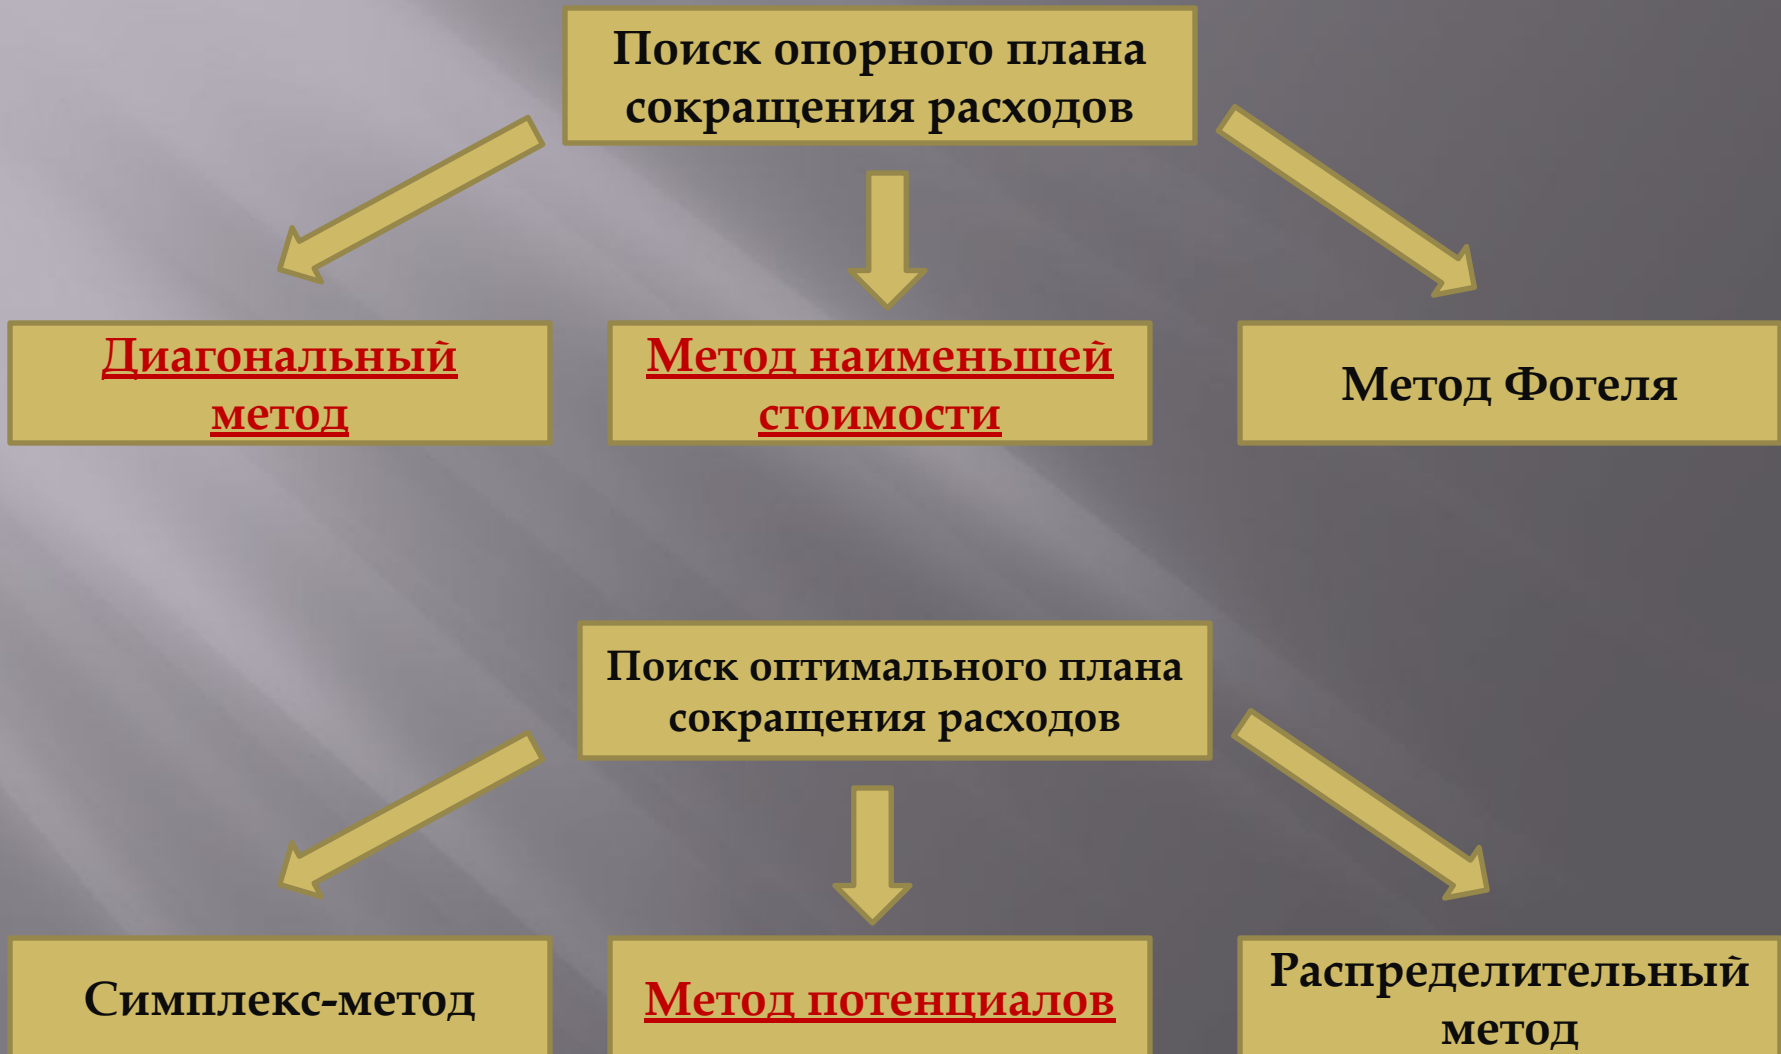 Поиск опорного плана
сокращения расходов
Диагональный
метод
Метод наименьшей
стоимости
Метод Фогеля
Поиск оптимального плана
сокращения расходов
Симплекс-метод
Метод потенциалов
Распределительный
метод